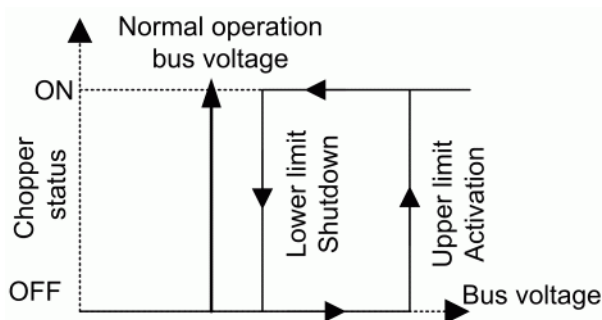 Normal operation
bus voltage
ON
Chopper
status
Lower limit
Shutdown
Upper limit
Activation
OFF
Bus voltage